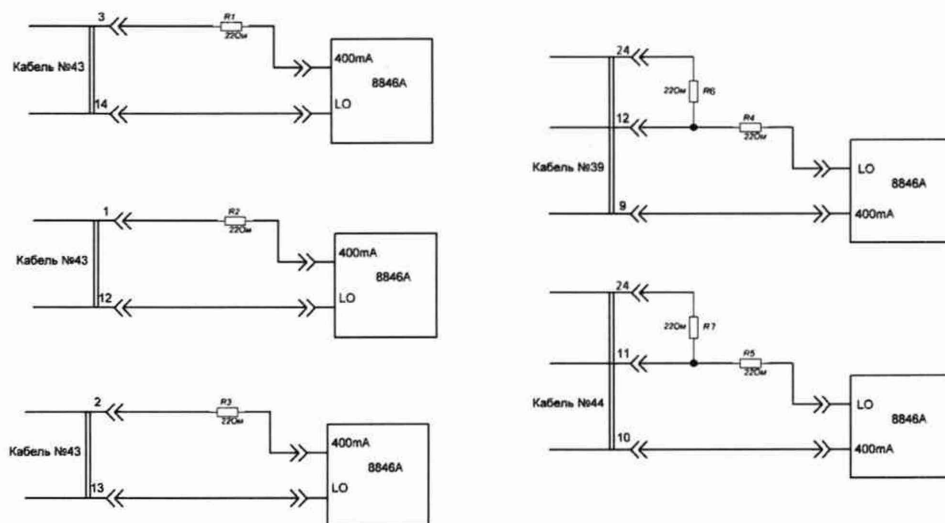 3
R1
22Ом
Кабель №43
14
400mA
8846A
LO
1
R2
22Ом
Кабель №43
12
400mA
8846A
LO
2
R3
22Ом
Кабель №43
13
400mA
8846A
LO
24
22Ом R6
12
R4
22Ом
Кабель №39
9
LO
8846A
400mA
24
22Ом R7
11
R5
22Ом
Кабель №44
10
LO
8846A
400mA